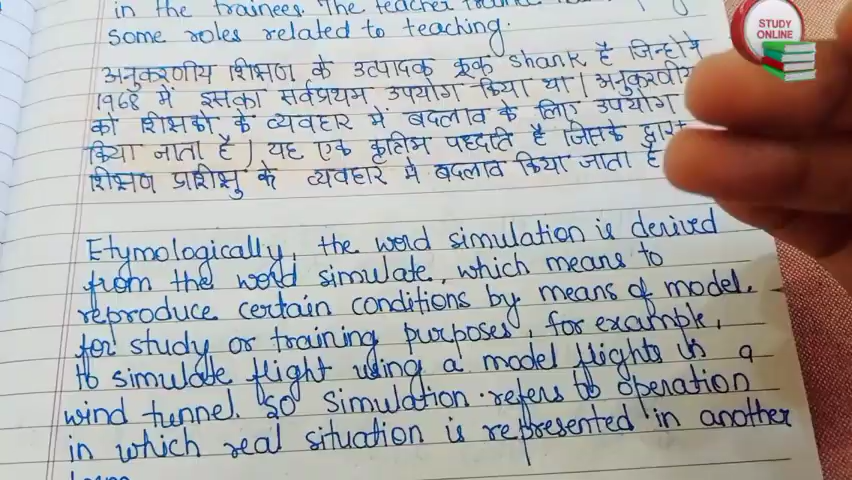 in the trainees. The teacher
some roles related to teaching.
अनुकरणीय शिक्षण के उत्पादक क्रूक shank है जिन्होंने
1968 में इसका सर्वप्रथम उपयोग किया था। अनुकरणीय
को शिक्षकों के व्यवहार में बदलाव के लिए उपयोग
किया जाता है। यह एक कृत्रिम पध्दति है जिसके द्वारा
शिक्षण प्रशिक्षु के व्यवहार मे बदलाव किया जाता है
Etymologically, the word simulation is derived
from the word simulate, which means to
reproduce certain conditions by means of model.
for study or training purposes, for example,
to simulate flight using a model flights in a
wind tunnel. So simulation refers to operation
in which real situation is represented in another
STUDY
ONLINE